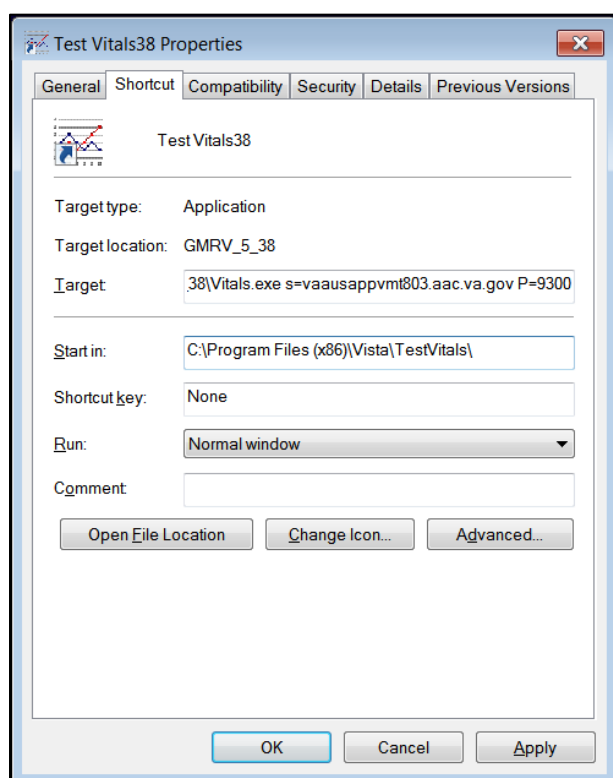 Test Vitals38 Properties
General Shortcut Compatibility Security Details Previous Versions
Test Vitals38
Target type: Application
Target location: GMRV_5_38
Target: 38\Vitals.exe s=vaausappvmt803.aac.va.gov P=9300
Start in: C:\Program Files (x86)\Vista\TestVitals\
Shortcut key: None
Run: Normal window
Comment:
Open File Location Change Icon... Advanced...
OK Cancel Apply